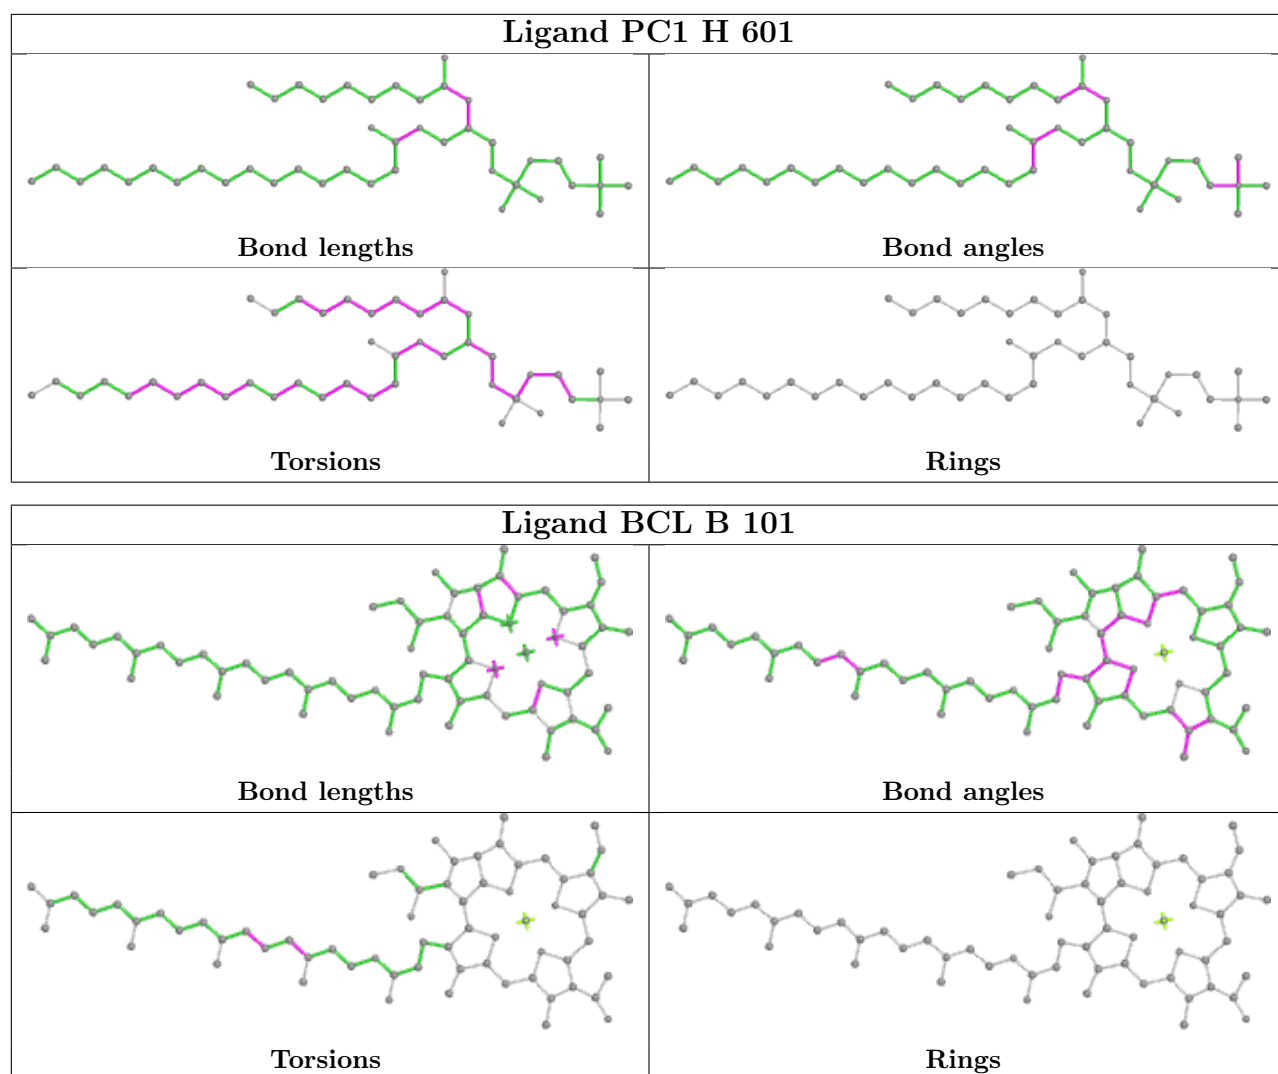 Ligand PC1 H 601
Bond lengths
Bond angles
Torsions
Rings
Ligand BCL B 101
Bond lengths
Bond angles
Torsions
Rings